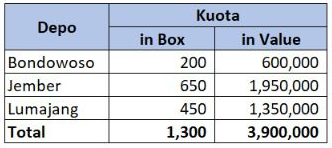 Depo Kuota
in Box in Value
Bondowoso 200 600,000
Jember 650 1,950,000
Lumajang 450 1,350,000
Total 1,300 3,900,000